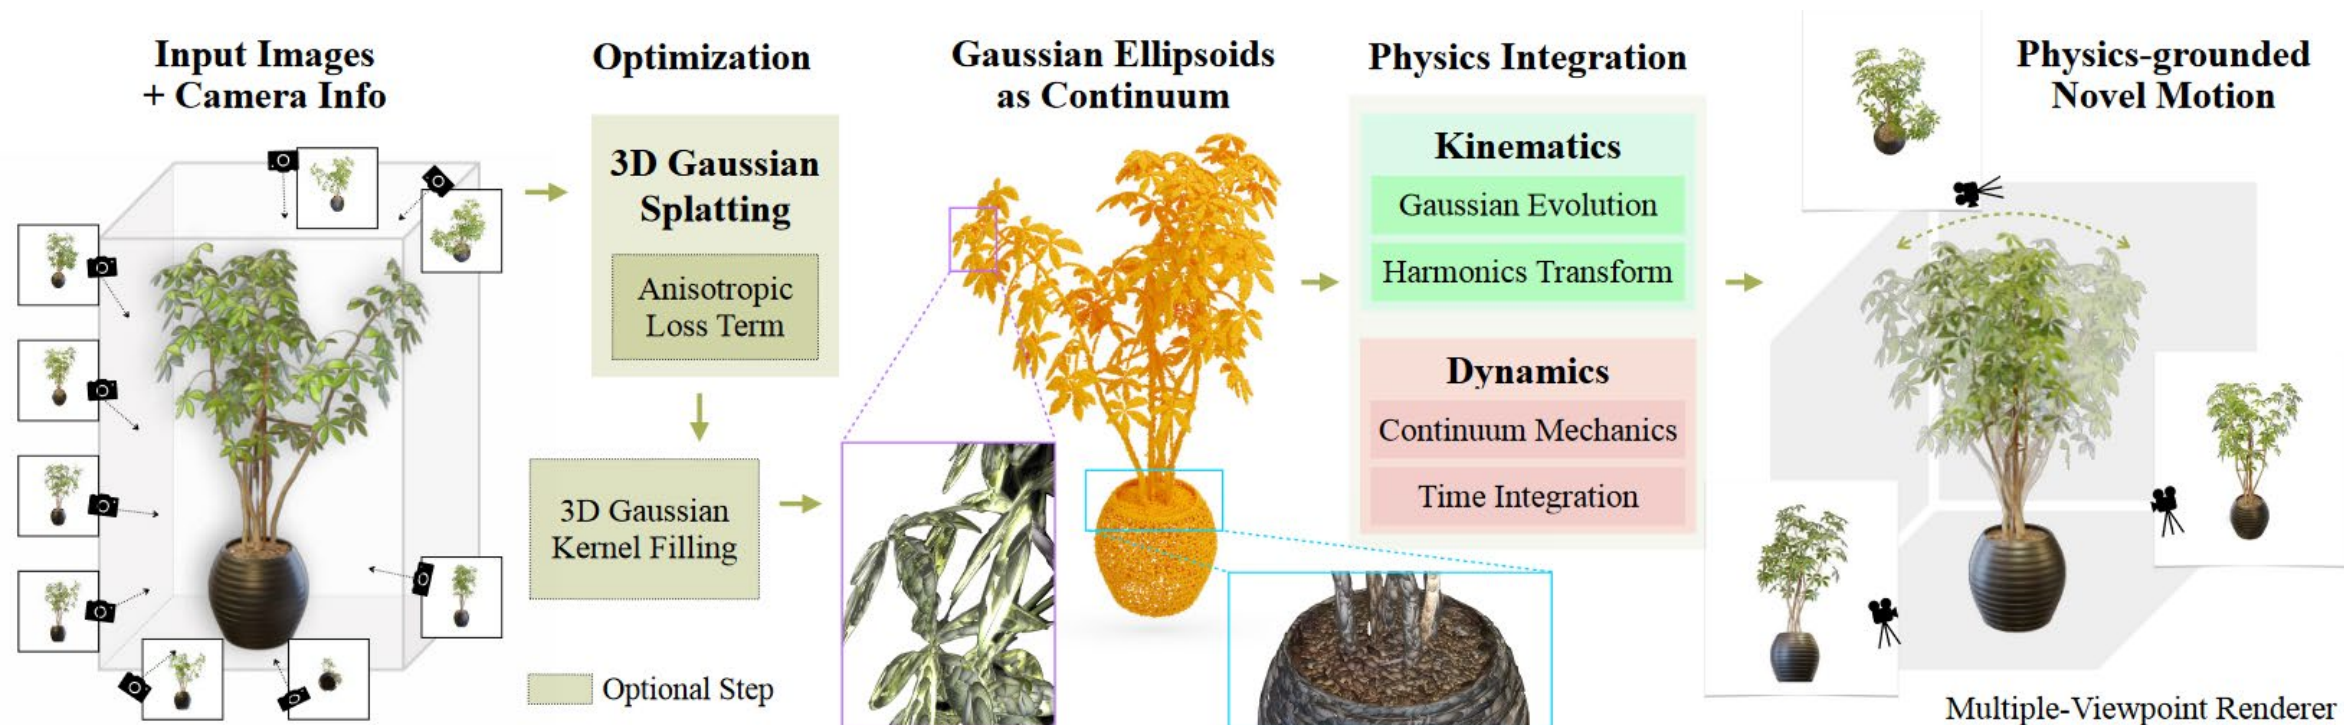 Input Images
+ Camera Info
Optimization
3D Gaussian
Splatting
Anisotropic
Loss Term
3D Gaussian
Kernel Filling
Optional Step
Gaussian Ellipsoids
as Continuum
Physics Integration
Kinematics
Gaussian Evolution
Harmonics Transform
Dynamics
Continuum Mechanics
Time Integration
Physics-grounded
Novel Motion
Multiple-Viewpoint Renderer